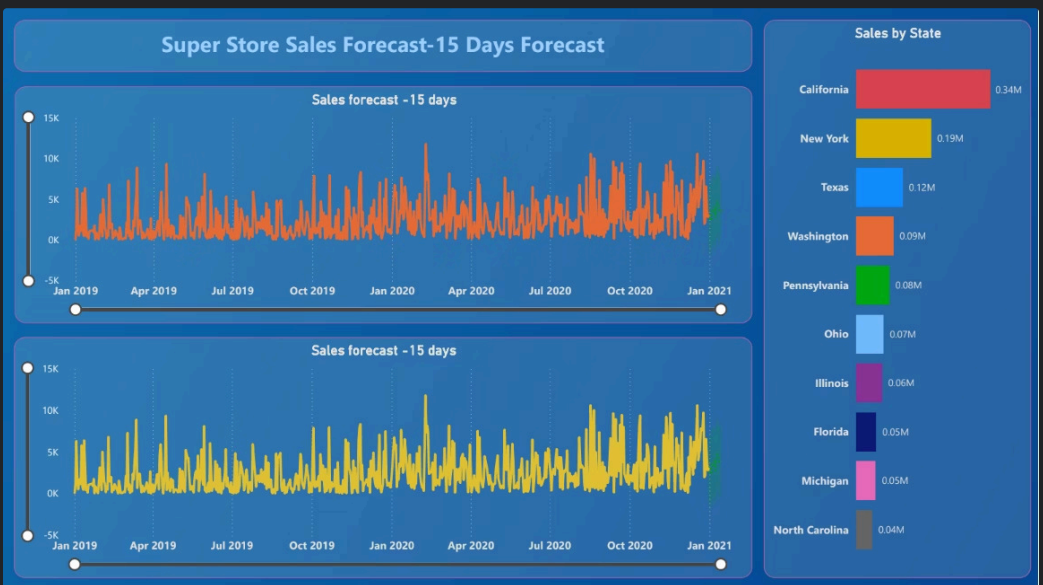 Super Store Sales Forecast-15 Days Forecast
Sales forecast -15 days
15K
10K
5K
0K
-5K
Jan 2019 Apr 2019 Jul 2019 Oct 2019 Jan 2020 Apr 2020 Jul 2020 Oct 2020 Jan 2021
Sales forecast -15 days
15K
10K
5K
0K
-5K
Jan 2019 Apr 2019 Jul 2019 Oct 2019 Jan 2020 Apr 2020 Jul 2020 Oct 2020 Jan 2021
Sales by State
California 0.34M
New York 0.19M
Texas 0.12M
Washington 0.09M
Pennsylvania 0.08M
Ohio 0.07M
Illinois 0.06M
Florida 0.05M
Michigan 0.05M
North Carolina 0.04M